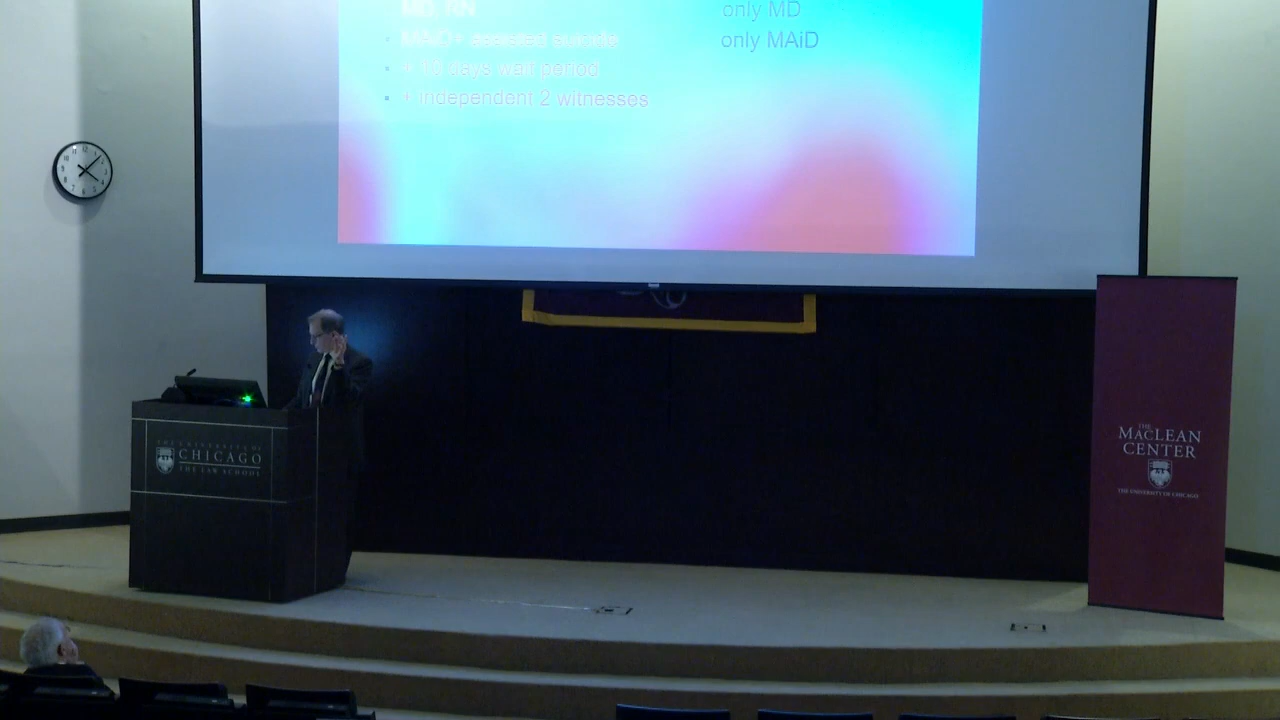 MD, RN
only MD
MAiD + assisted suicide
only MAiD
+ 10 days wait period
+ independent 2 witnesses
THE UNIVERSITY OF
CHICAGO
THE LAW SCHOOL
THE
MACLEAN
CENTER
THE UNIVERSITY OF CHICAGO